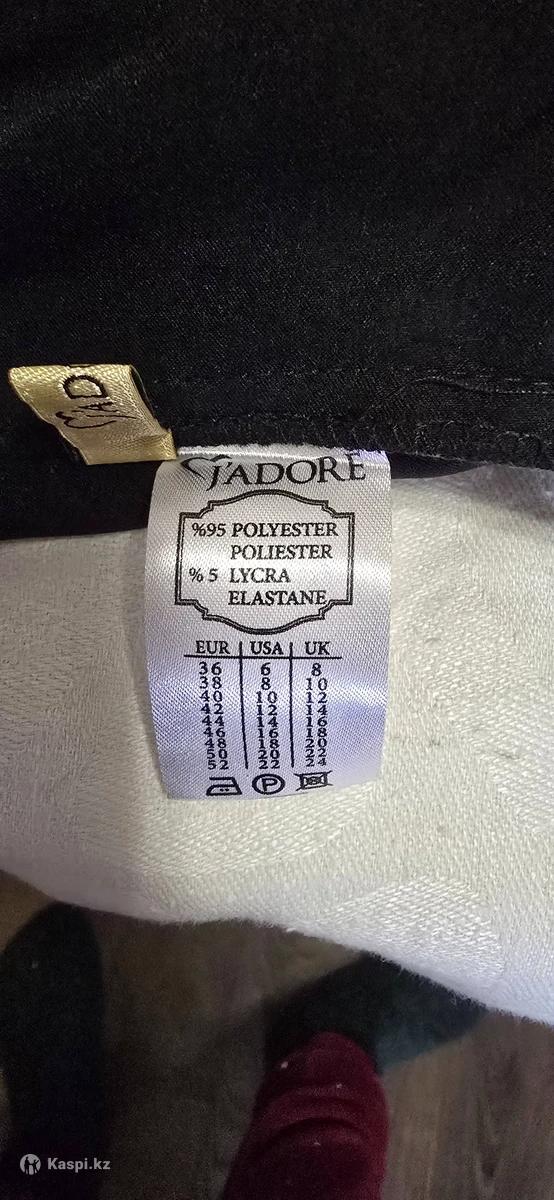 J'AD
J'ADORE
%95 POLYESTER
POLIESTER
%5 LYCRA
ELASTANE
EUR USA UK
36 6 8
38 8 10
40 10 12
42 12 14
44 14 16
46 16 18
48 18 20
50 20 22
52 22 24
P
Kaspi.kz